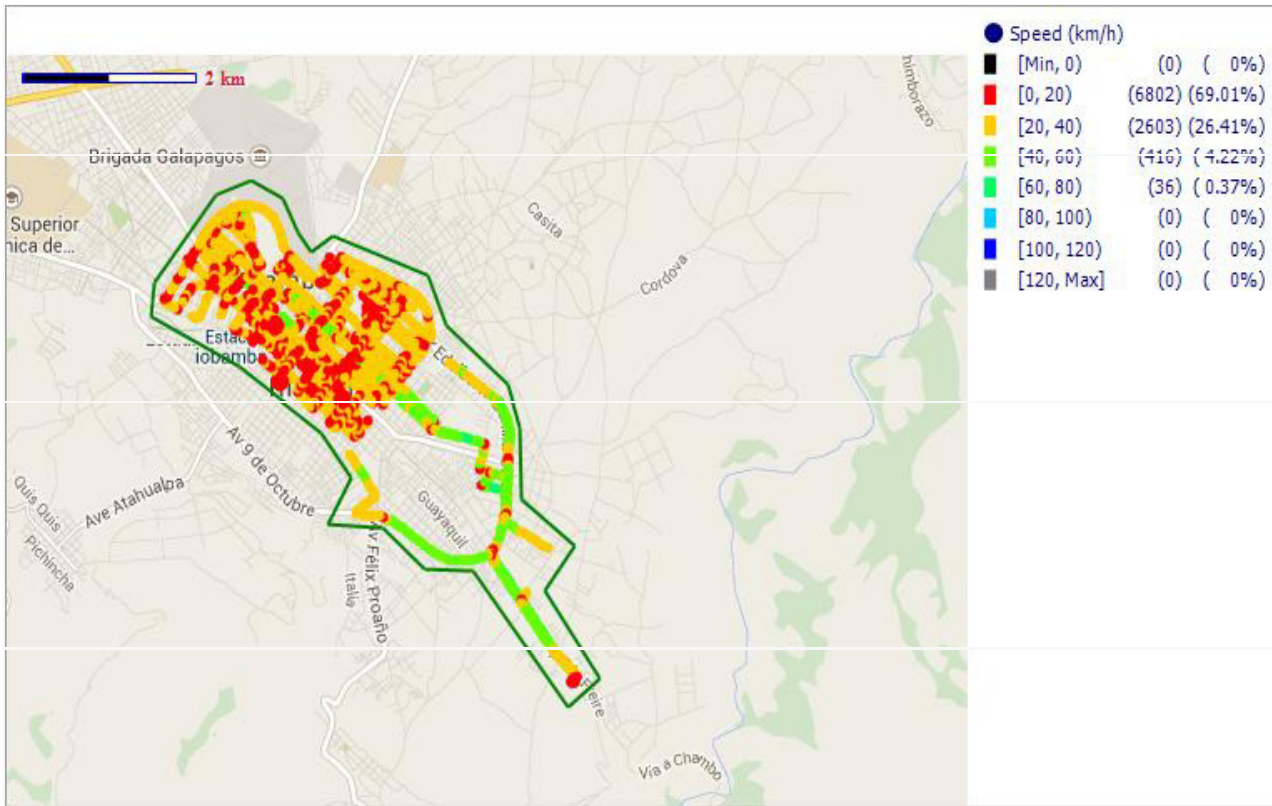 Speed (km/h)
[Min, 0) (0) ( 0%)
[0, 20) (6802) (69.01%)
[20, 40) (2603) (26.41%)
[40, 60) (416) ( 4.22%)
[60, 80) (36) ( 0.37%)
[80, 100) (0) ( 0%)
[100, 120) (0) ( 0%)
[120, Max] (0) ( 0%)
2 km
himborazo
Brigada Galapagos
Superior
nica de...
Casita
Cordova
Estac
iobamba
Av 9 de Octubre
Ave Atahualpa
Quis Quis
Pichincha
Guayaquil
Av Félix Proaño
Italia
Freire
Via a Chambo